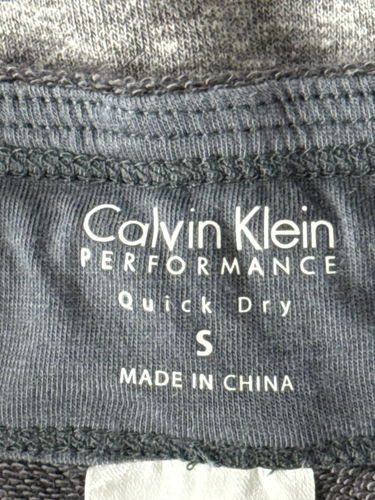 Calvin Klein
PERFORMANCE
Quick Dry
S
MADE IN CHINA